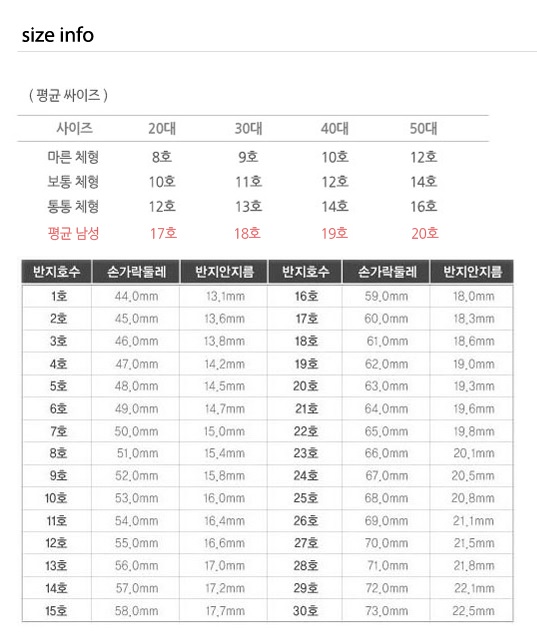 size info
( 평균 싸이즈 )
사이즈 20대 30대 40대 50대
마른 체형 8호 9호 10호 12호
보통 체형 10호 11호 12호 14호
통통 체형 12호 13호 14호 16호
평균 남성 17호 18호 19호 20호
반지호수 손가락둘레 반지안지름 반지호수 손가락둘레 반지안지름
1호 44.0mm 13.1mm 16호 59.0mm 18.0mm
2호 45.0mm 13.6mm 17호 60.0mm 18.3mm
3호 46.0mm 13.8mm 18호 61.0mm 18.6mm
4호 47.0mm 14.2mm 19호 62.0mm 19.0mm
5호 48.0mm 14.5mm 20호 63.0mm 19.3mm
6호 49.0mm 14.7mm 21호 64.0mm 19.6mm
7호 50.0mm 15.0mm 22호 65.0mm 19.8mm
8호 51.0mm 15.4mm 23호 66.0mm 20.1mm
9호 52.0mm 15.8mm 24호 67.0mm 20.5mm
10호 53.0mm 16.0mm 25호 68.0mm 20.8mm
11호 54.0mm 16.4mm 26호 69.0mm 21.1mm
12호 55.0mm 16.6mm 27호 70.0mm 21.5mm
13호 56.0mm 17.0mm 28호 71.0mm 21.8mm
14호 57.0mm 17.2mm 29호 72.0mm 22.1mm
15호 58.0mm 17.7mm 30호 73.0mm 22.5mm